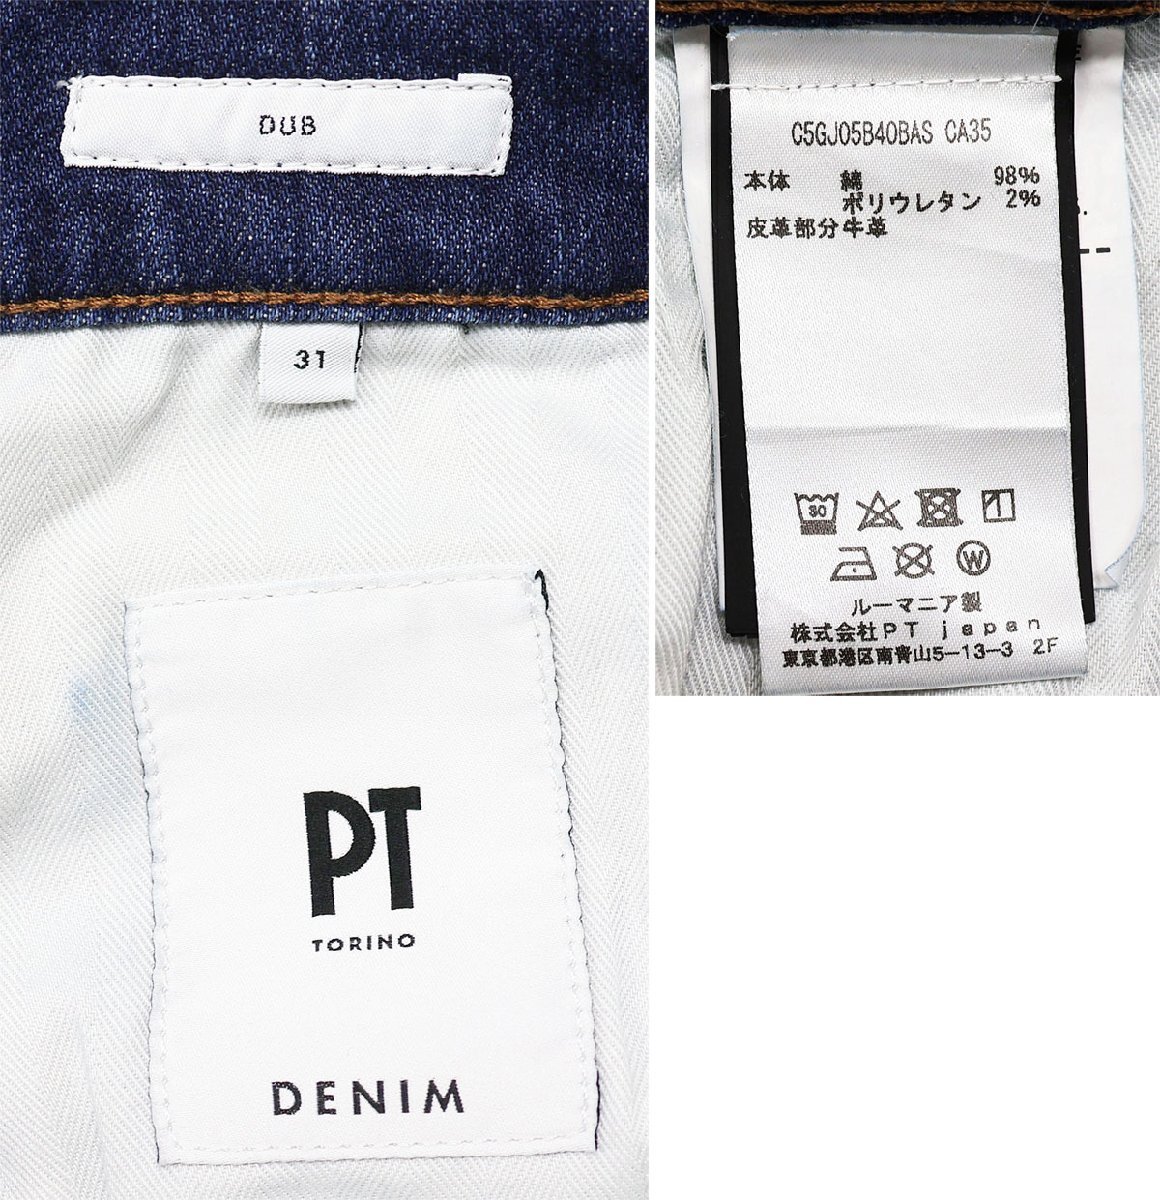 DUB
31
PT
TORINO
DENIM
C5GJ05B40BAS CA35
本体 綿 98%
ポリウレタン 2%
皮革部分牛革
30
W
ルーマニア製
株式会社PT japan
東京都港区南青山5-13-3 2F